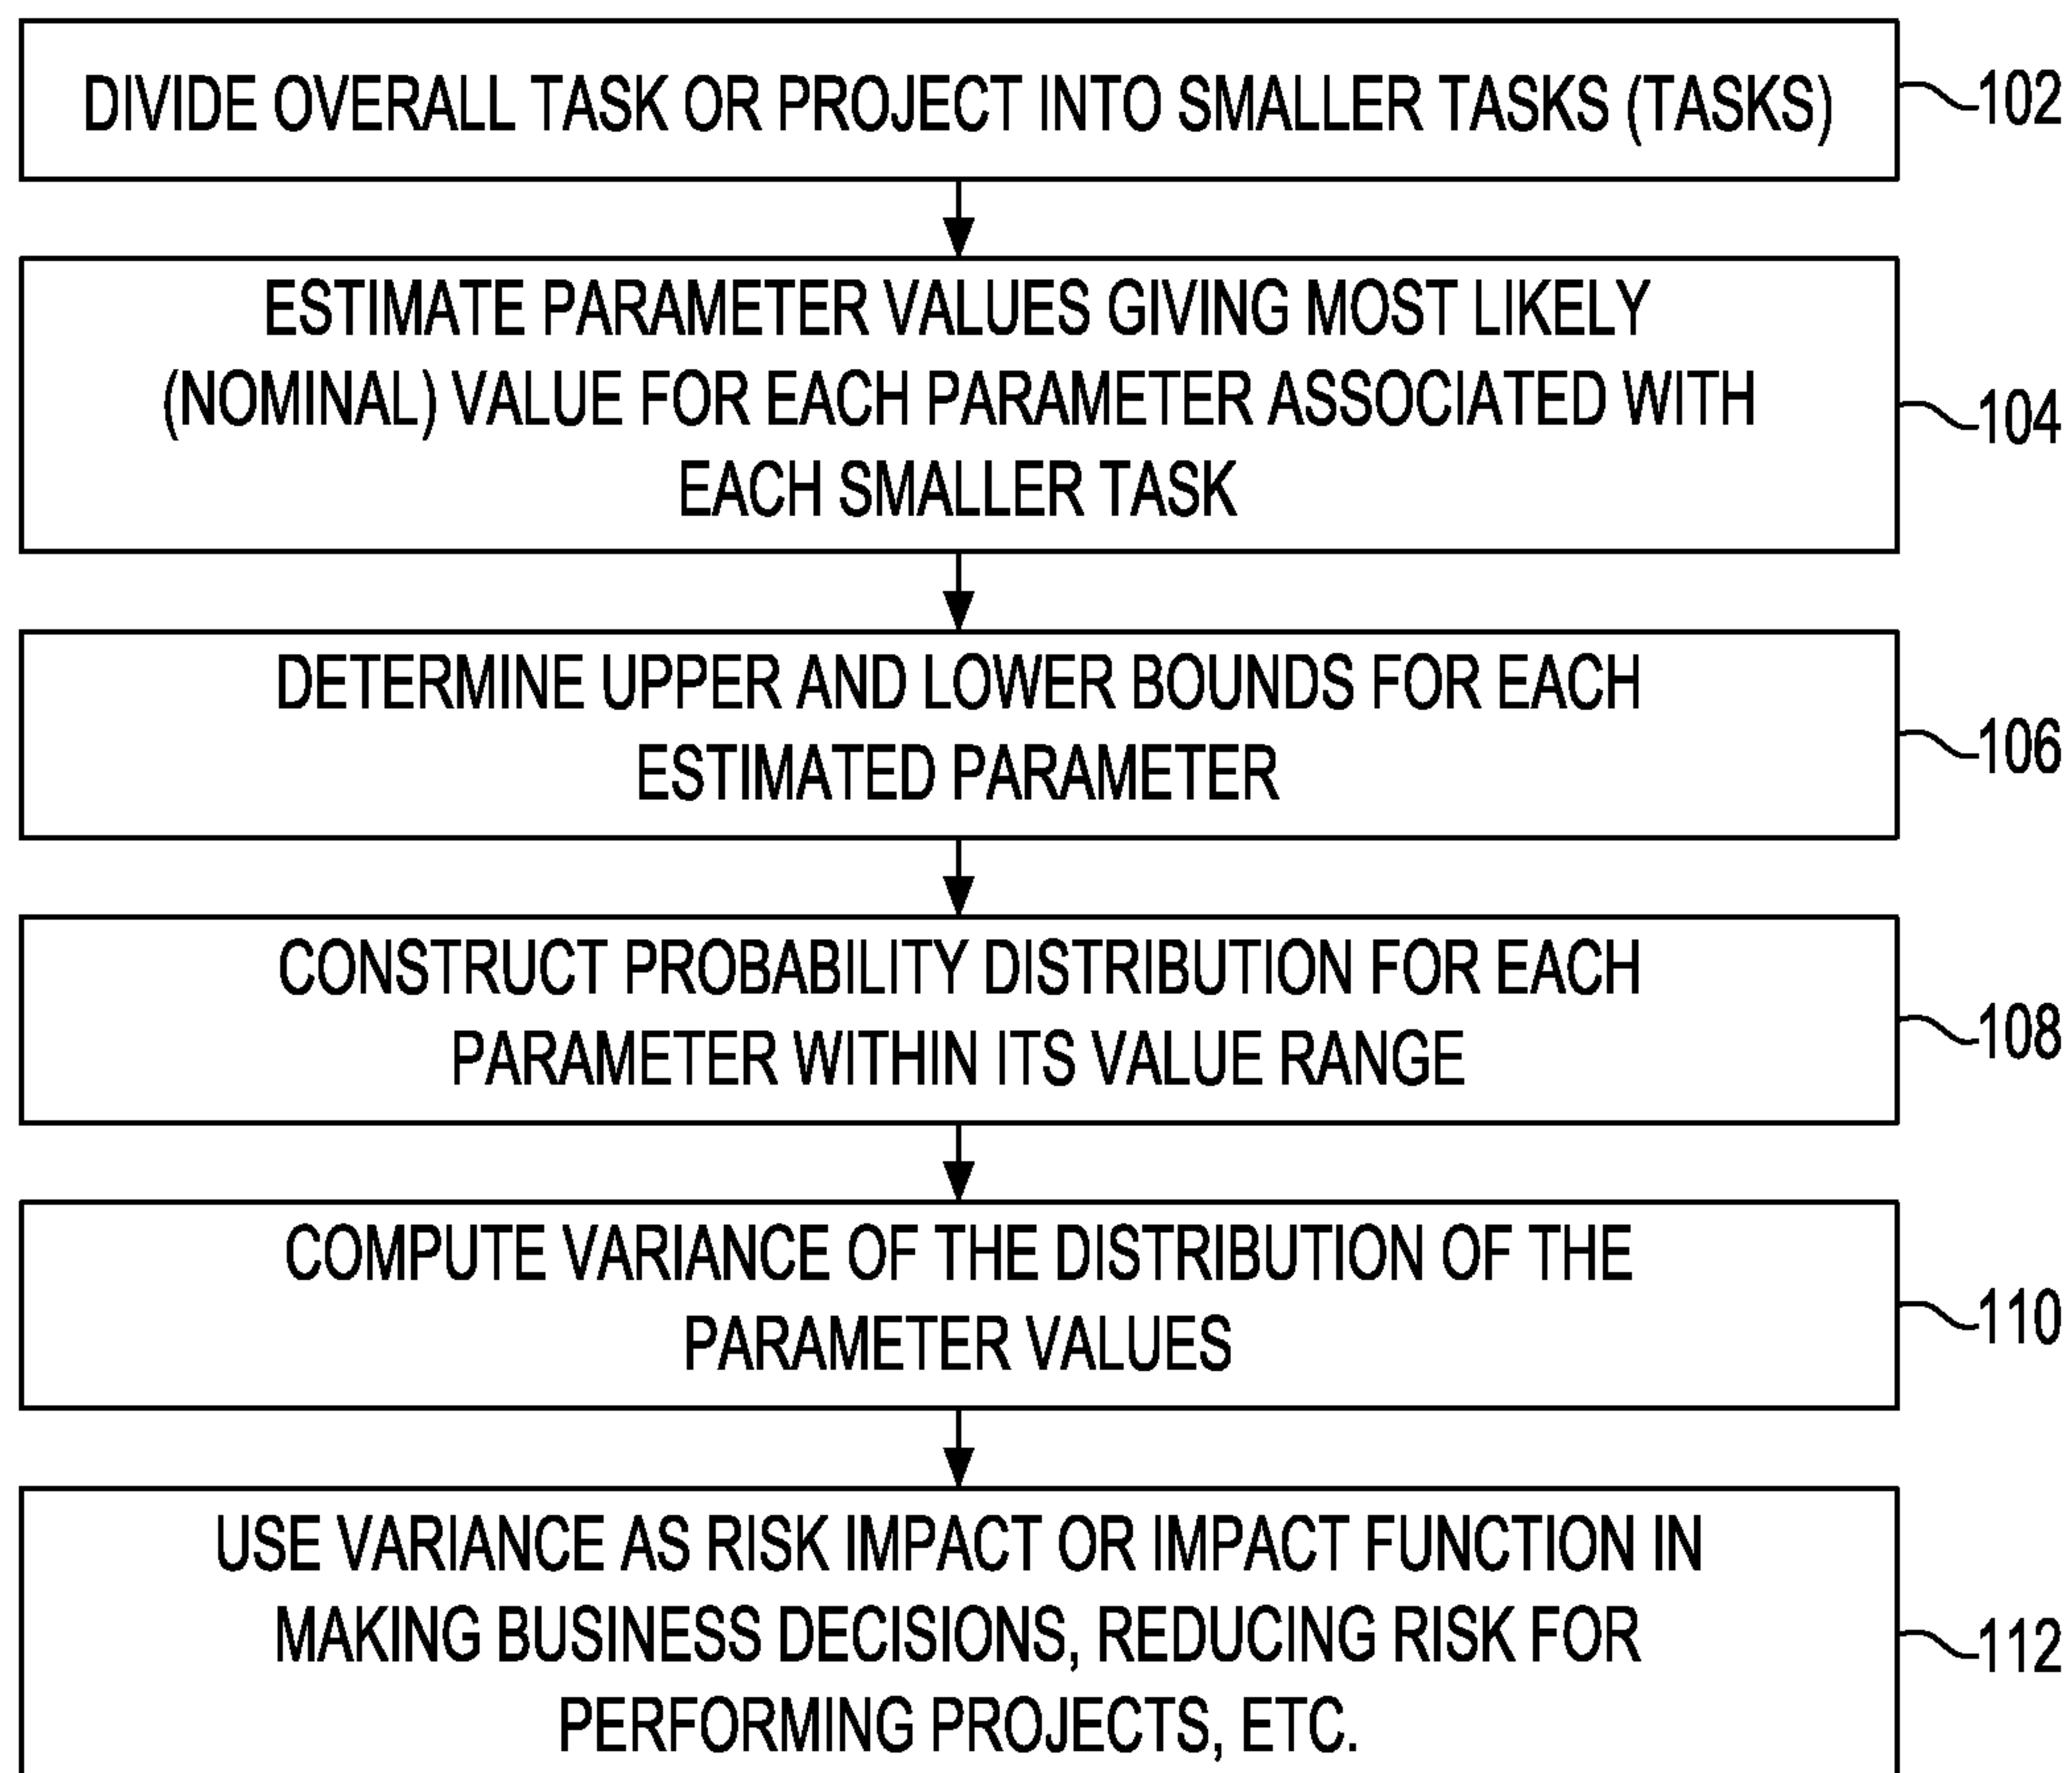 DIVIDE OVERALL TASK OR PROJECT INTO SMALLER TASKS (TASKS)
102
ESTIMATE PARAMETER VALUES GIVING MOST LIKELY
(NOMINAL) VALUE FOR EACH PARAMETER ASSOCIATED WITH
EACH SMALLER TASK
104
DETERMINE UPPER AND LOWER BOUNDS FOR EACH
ESTIMATED PARAMETER
106
CONSTRUCT PROBABILITY DISTRIBUTION FOR EACH
PARAMETER WITHIN ITS VALUE RANGE
108
COMPUTE VARIANCE OF THE DISTRIBUTION OF THE
PARAMETER VALUES
110
USE VARIANCE AS RISK IMPACT OR IMPACT FUNCTION IN
MAKING BUSINESS DECISIONS, REDUCING RISK FOR
PERFORMING PROJECTS, ETC.
112